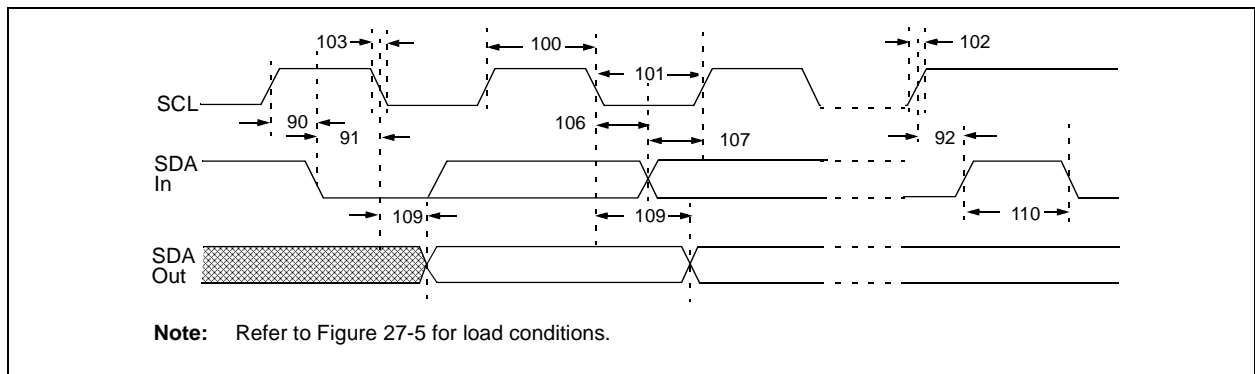 103
100
101
102
SCL
90
91
106
107
92
SDA
In
109
109
110
SDA
Out
Note: Refer to Figure 27-5 for load conditions.